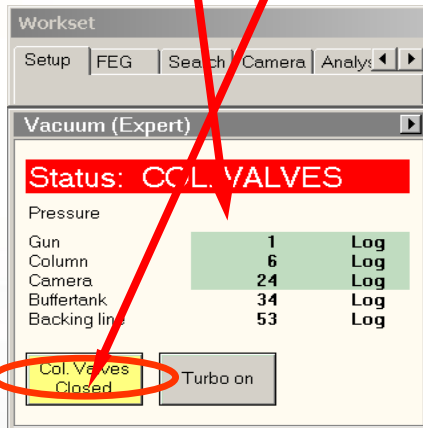 Workset
Setup FEG Search Camera Analys
Vacuum (Expert)
Status: COL. VALVES
Pressure
Gun 1 Log
Column 6 Log
Camera 24 Log
Buffertank 34 Log
Backing line 53 Log
Col. Valves Closed
Turbo on